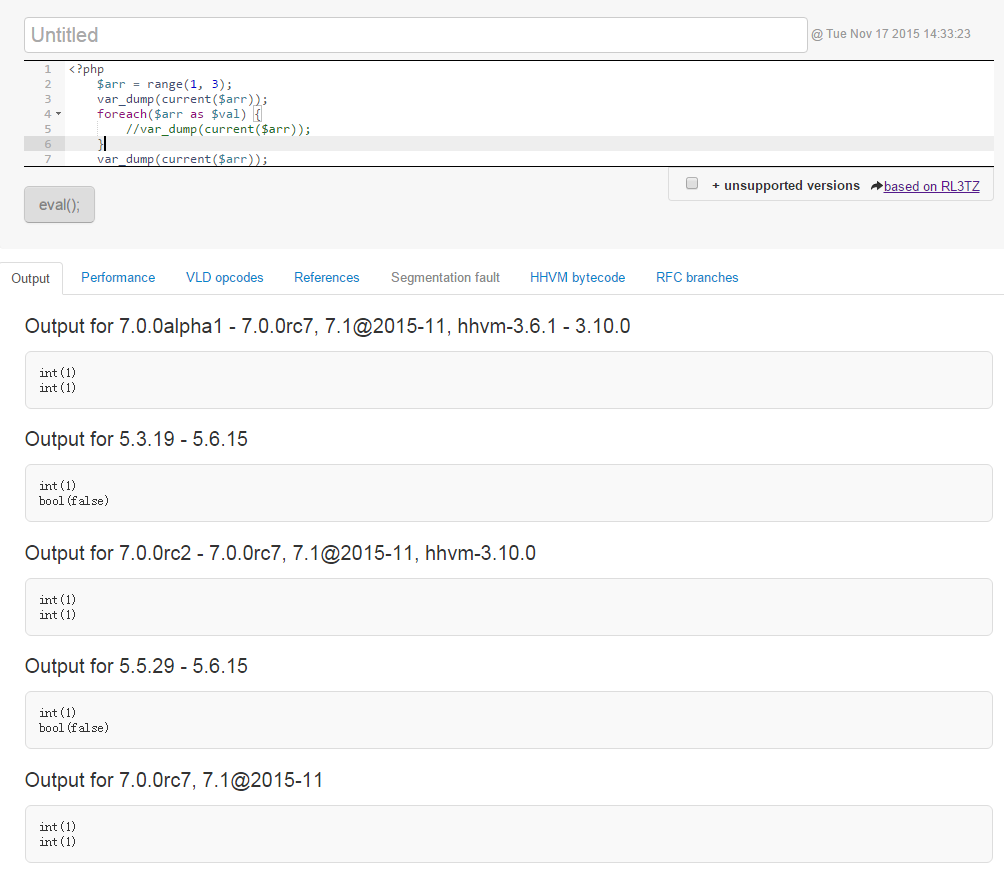 Untitled
@ Tue Nov 17 2015 14:33:23
1 <?php
2 $arr = range(1, 3);
3 var_dump(current($arr));
4 foreach($arr as $val) {
5 //var_dump(current($arr));
6 }
7 var_dump(current($arr));
+ unsupported versions based on RL3TZ
eval();
Output Performance VLD opcodes References Segmentation fault HHVM bytecode RFC branches
Output for 7.0.0alpha1 - 7.0.0rc7, 7.1@2015-11, hhvm-3.6.1 - 3.10.0
int(1)
int(1)
Output for 5.3.19 - 5.6.15
int(1)
bool(false)
Output for 7.0.0rc2 - 7.0.0rc7, 7.1@2015-11, hhvm-3.10.0
int(1)
int(1)
Output for 5.5.29 - 5.6.15
int(1)
bool(false)
Output for 7.0.0rc7, 7.1@2015-11
int(1)
int(1)